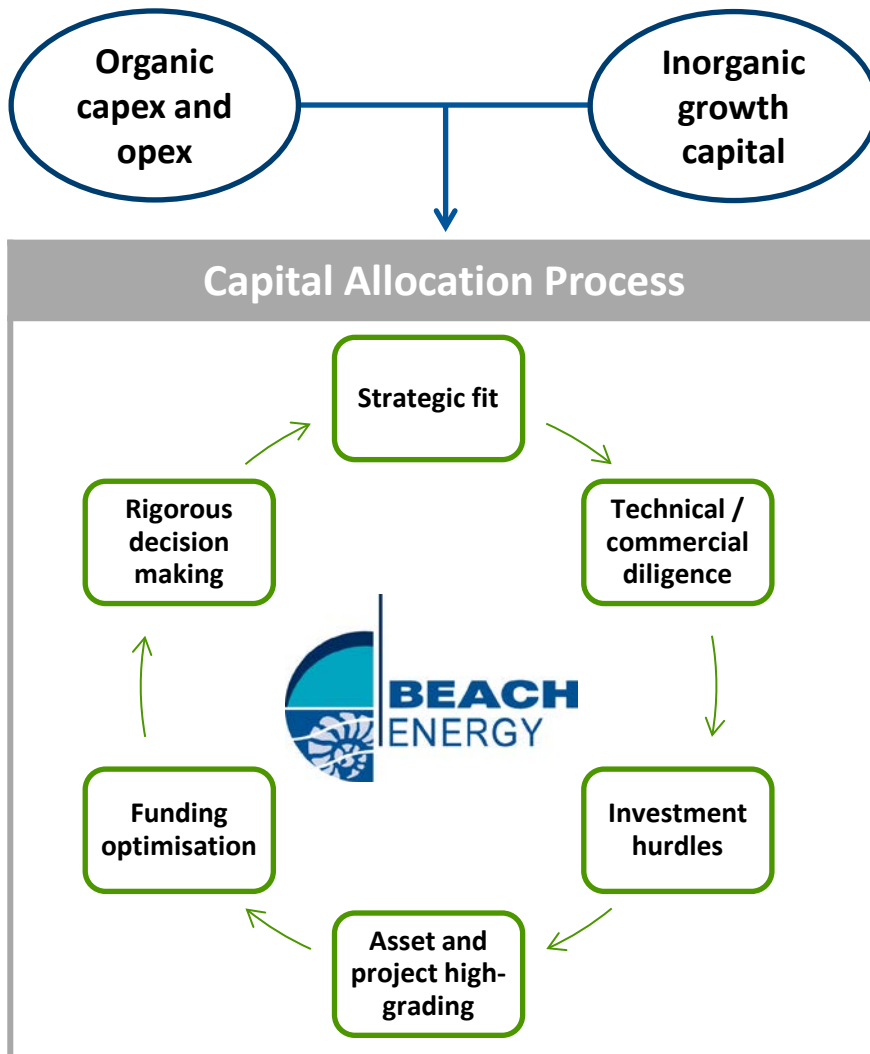 Organic
capex and
opex
Inorganic
growth
capital
Capital Allocation Process
Strategic fit
Technical /
commercial
diligence
Investment
hurdles
Asset and
project high-
grading
Funding
optimisation
Rigorous
decision
making
BEACH
ENERGY